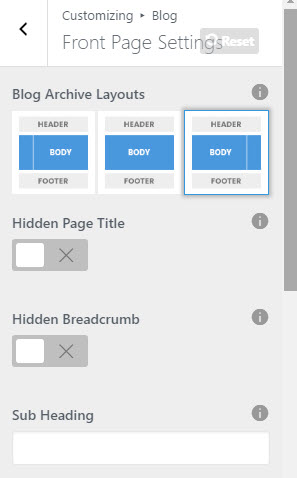 Customizing ▸ Blog
Front Page Settings
Reset
Blog Archive Layouts
HEADER HEADER HEADER
BODY BODY BODY
FOOTER FOOTER FOOTER
Hidden Page Title
Hidden Breadcrumb
Sub Heading